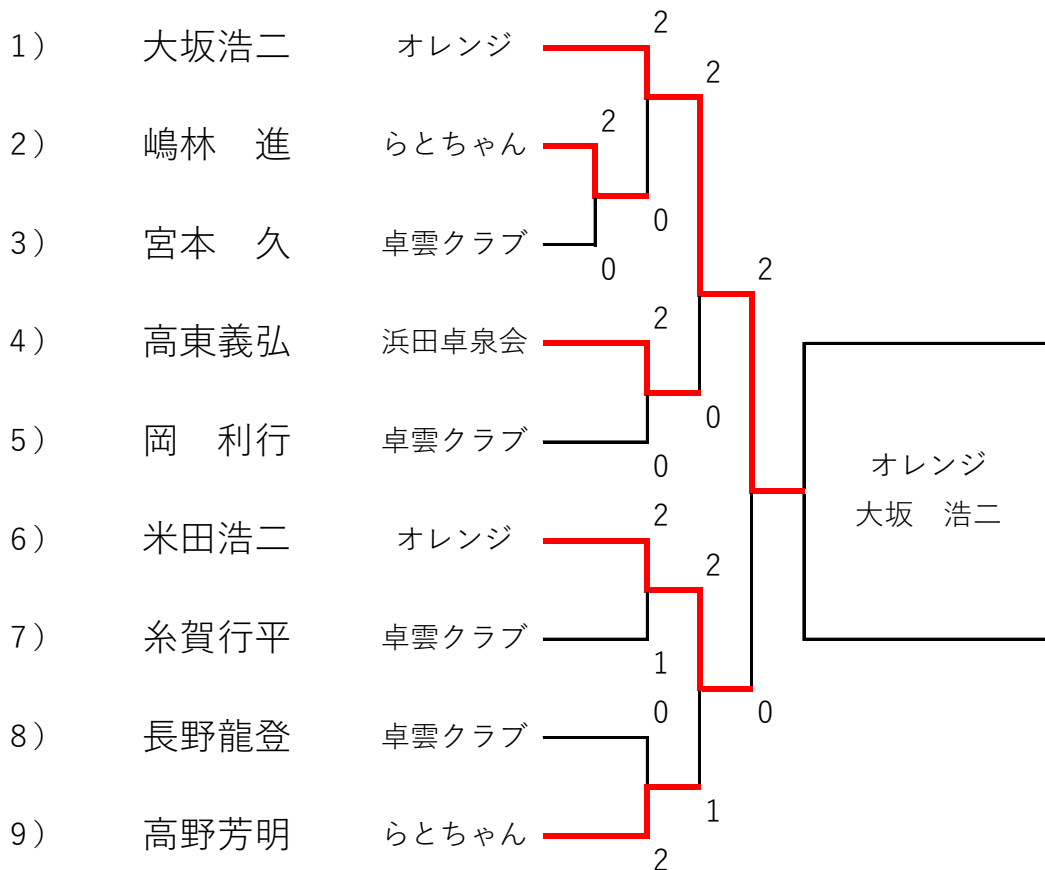 1） 大坂浩二 オレンジ 2
2
2） 嶋林　進 らとちゃん 2
0
3） 宮本　久 卓雲クラブ 0
2
4） 高東義弘 浜田卓泉会 2
0
5） 岡　利行 卓雲クラブ 0
オレンジ
大坂　浩二
6） 米田浩二 オレンジ 2
2
7） 糸賀行平 卓雲クラブ 1
0
0
8） 長野龍登 卓雲クラブ
1
9） 高野芳明 らとちゃん 2